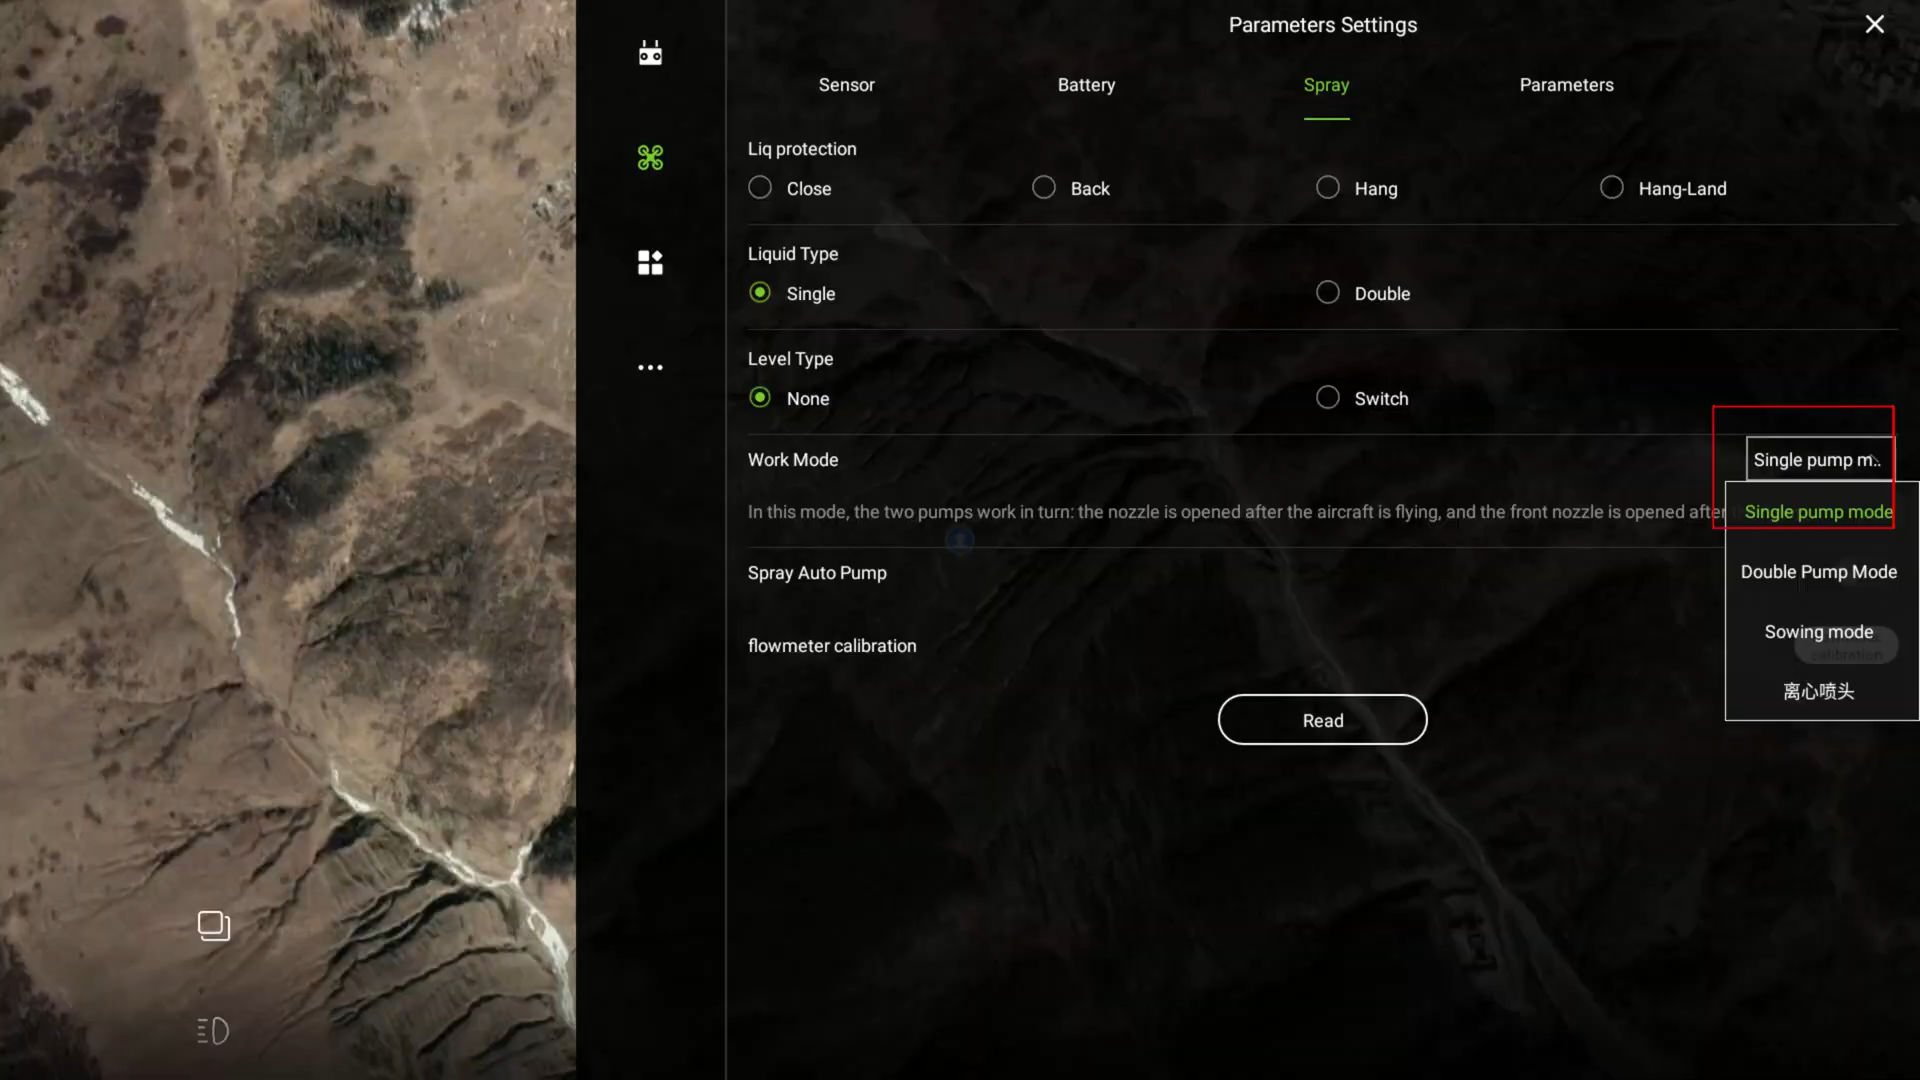 Parameters Settings
Sensor Battery Spray Parameters
Liq protection
Close Back Hang Hang-Land
Liquid Type
Single Double
Level Type
None Switch
Work Mode
Single pump m..
In this mode, the two pumps work in turn: the nozzle is opened after the aircraft is flying, and the front nozzle is opened after
Single pump mode
Spray Auto Pump
Double Pump Mode
Sowing mode
flowmeter calibration
calibration
离心喷头
Read